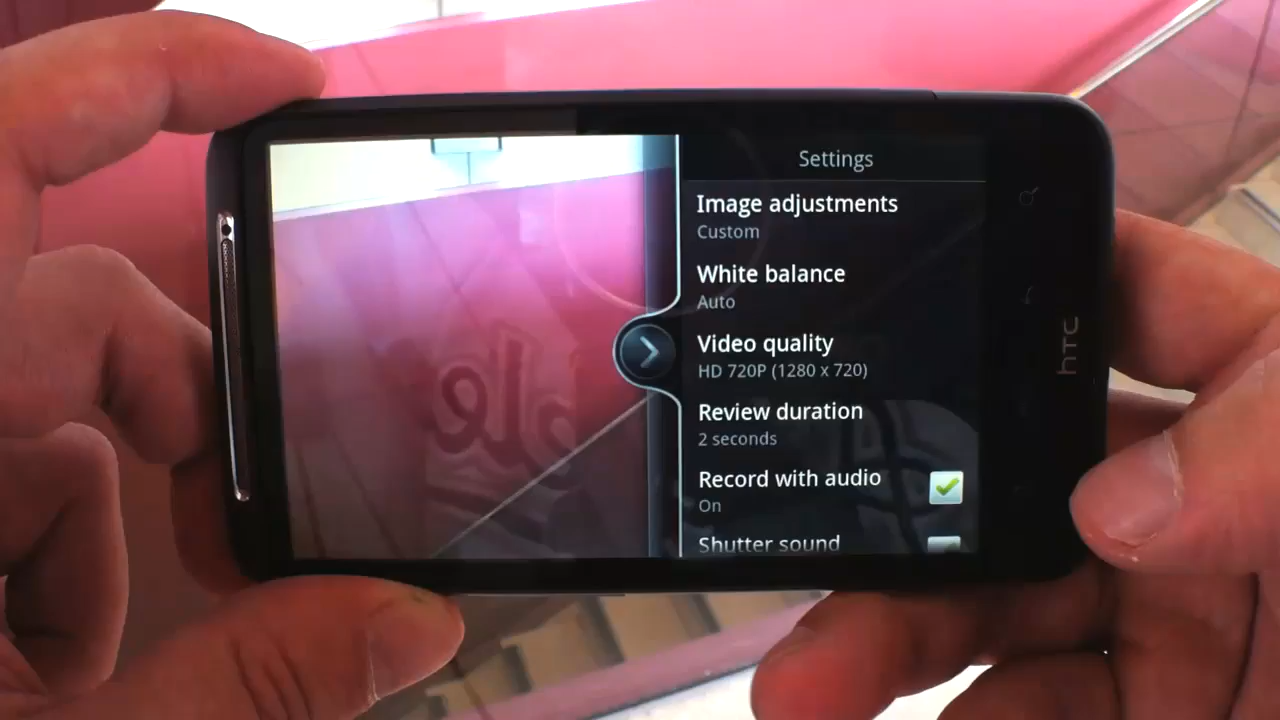 Settings
Image adjustments
Custom
White balance
Auto
Video quality
HD 720P (1280 x 720)
Review duration
2 seconds
Record with audio
On
Shutter sound
hTC